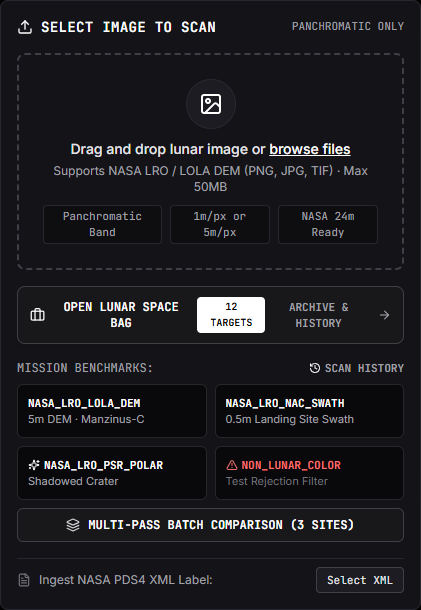 SELECT IMAGE TO SCAN
PANCHROMATIC ONLY
Drag and drop lunar image or browse files
Supports NASA LRO / LOLA DEM (PNG, JPG, TIF) · Max
50MB
Panchromatic
Band
1m/px or
5m/px
NASA 24m
Ready
OPEN LUNAR SPACE
BAG
12
TARGETS
ARCHIVE &
HISTORY
MISSION BENCHMARKS:
SCAN HISTORY
NASA_LRO_LOLA_DEM
5m DEM · Manzinus-C
NASA_LRO_NAC_SWATH
0.5m Landing Site Swath
NASA_LRO_PSR_POLAR
Shadowed Crater
NON_LUNAR_COLOR
Test Rejection Filter
MULTI-PASS BATCH COMPARISON (3 SITES)
Ingest NASA PDS4 XML Label:
Select XML